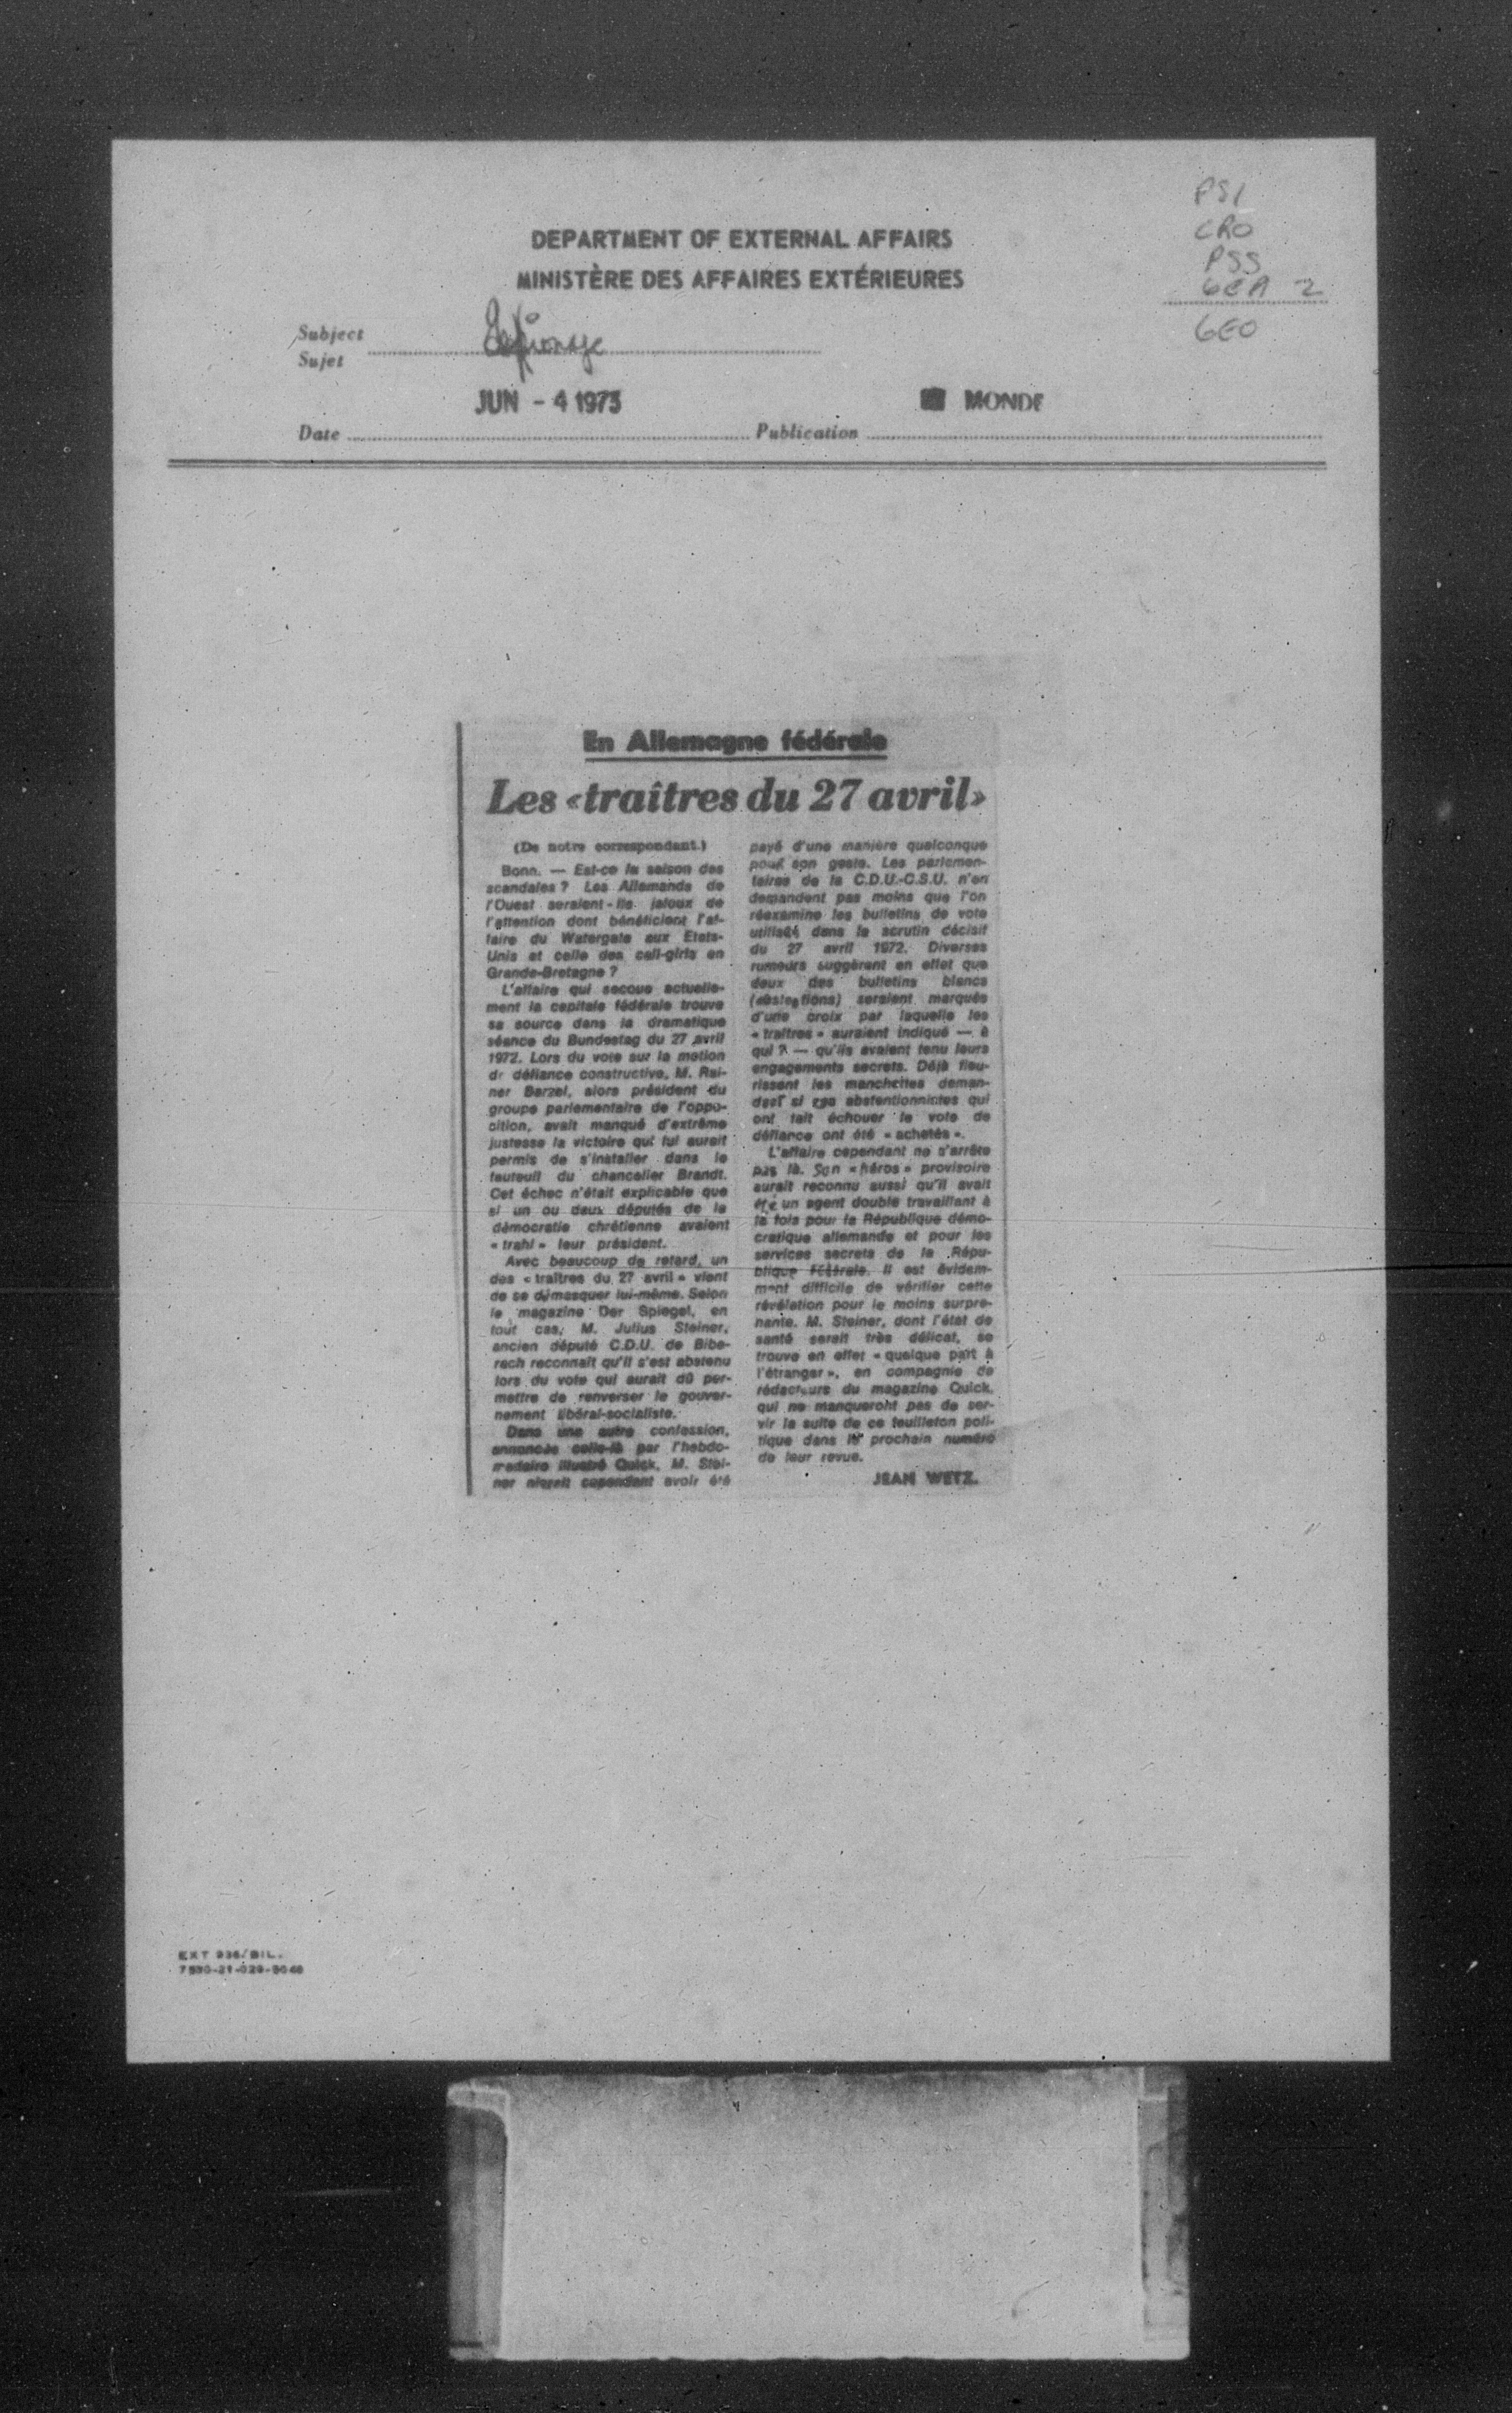 PSI
CRO
PSS
GEA 2
GEO
DEPARTMENT OF EXTERNAL AFFAIRS
MINISTÈRE DES AFFAIRES EXTÉRIEURES
Subject
Sujet
Espionage
JUN - 4 1973
MONDE
Date
Publication
En Allemagne fédérale
Les «traîtres du 27 avril»
(De notre correspondant.)
Bonn. — Est-ce la saison des
scandales ? Les Allemands de
l'Ouest seraient-ils jaloux de
l'attention dont bénéficient l'af-
faire du Watergate aux Etats-
Unis et celle des call-girls en
Grande-Bretagne ?
L'affaire qui secoue actuelle-
ment la capitale fédérale trouve
sa source dans la dramatique
séance du Bundestag du 27 avril
1972. Lors du vote sur la motion
de défiance constructive, M. Rai-
ner Barzel, alors président du
groupe parlementaire de l'oppo-
sition, avait manqué d'extrême
justesse la victoire qui lui aurait
permis de s'installer dans le
fauteuil du chancelier Brandt.
Cet échec n'était explicable que
si un ou deux députés de la
démocratie chrétienne avaient
« trahi » leur président.
Avec beaucoup de retard, un
des « traîtres du 27 avril » vient
de se démasquer lui-même. Selon
le magazine Der Spiegel, en
tout cas, M. Julius Steiner,
ancien député C.D.U. de Bibe-
rach reconnaît qu'il s'est abstenu
lors du vote qui aurait dû per-
mettre de renverser le gouver-
nement libéral-socialiste.
Dans une autre confession,
annoncée celle-là par l'hebdo-
madaire illustré Quick, M. Stei-
ner nierait cependant avoir été
payé d'une manière quelconque
pour son geste. Les parlemen-
taires de la C.D.U.-C.S.U. n'en
demandent pas moins que l'on
réexamine les bulletins de vote
utilisés dans le scrutin décisif
du 27 avril 1972. Diverses
rumeurs suggèrent en effet que
deux des bulletins blancs
(abstentions) seraient marqués
d'une croix par laquelle les
« traîtres » auraient indiqué — à
qui ? — qu'ils avaient tenu leurs
engagements secrets. Déjà fleu-
rissent les manchettes deman-
dant si ces abstentionnistes qui
ont fait échouer le vote de
défiance ont été « achetés ».
L'affaire cependant ne s'arrête
pas là. Son « héros » provisoire
aurait reconnu aussi qu'il avait
été un agent double travaillant à
la fois pour la République démo-
cratique allemande et pour les
services secrets de la Répu-
blique fédérale. Il est évidem-
ment difficile de vérifier cette
révélation pour le moins surpre-
nante. M. Steiner, dont l'état de
santé serait très délicat, se
trouve en effet « quelque part à
l'étranger », en compagnie de
rédacteurs du magazine Quick,
qui ne manqueront pas de ser-
vir la suite de ce feuilleton poli-
tique dans le prochain numéro
de leur revue.
JEAN WETZ.
EXT 936/BIL.